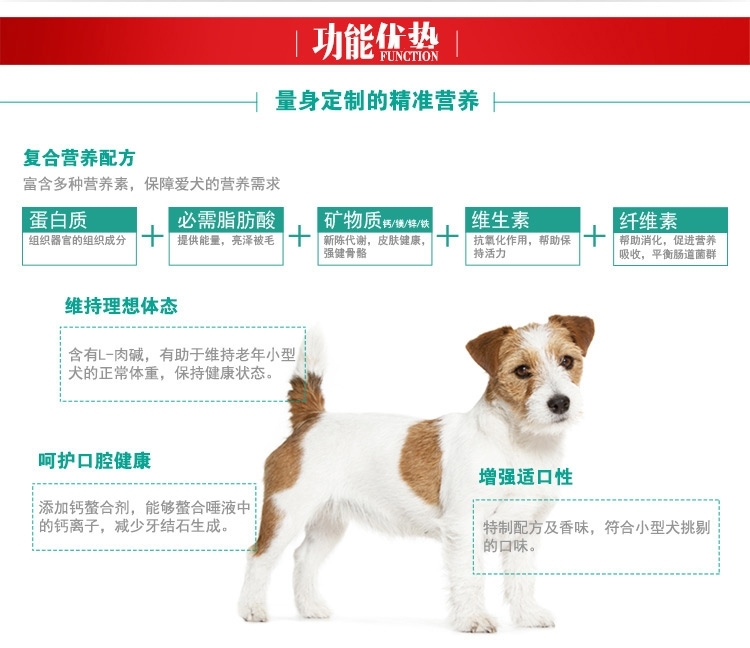 功能优势
FUNCTION
量身定制的精准营养
复合营养配方
富含多种营养素，保障爱犬的营养需求
蛋白质
组织器官的组织成分
+
必需脂肪酸
提供能量，亮泽被毛
+
矿物质钙/镁/锌/铁
新陈代谢，皮肤健康，
强健骨骼
+
维生素
抗氧化作用，帮助保
持活力
+
纤维素
帮助消化，促进营养
吸收，平衡肠道菌群
维持理想体态
含有L-肉碱，有助于维持老年小型
犬的正常体重，保持健康状态。
呵护口腔健康
添加钙螯合剂，能够螯合唾液中
的钙离子，减少牙结石生成。
增强适口性
特制配方及香味，符合小型犬挑剔
的口味。